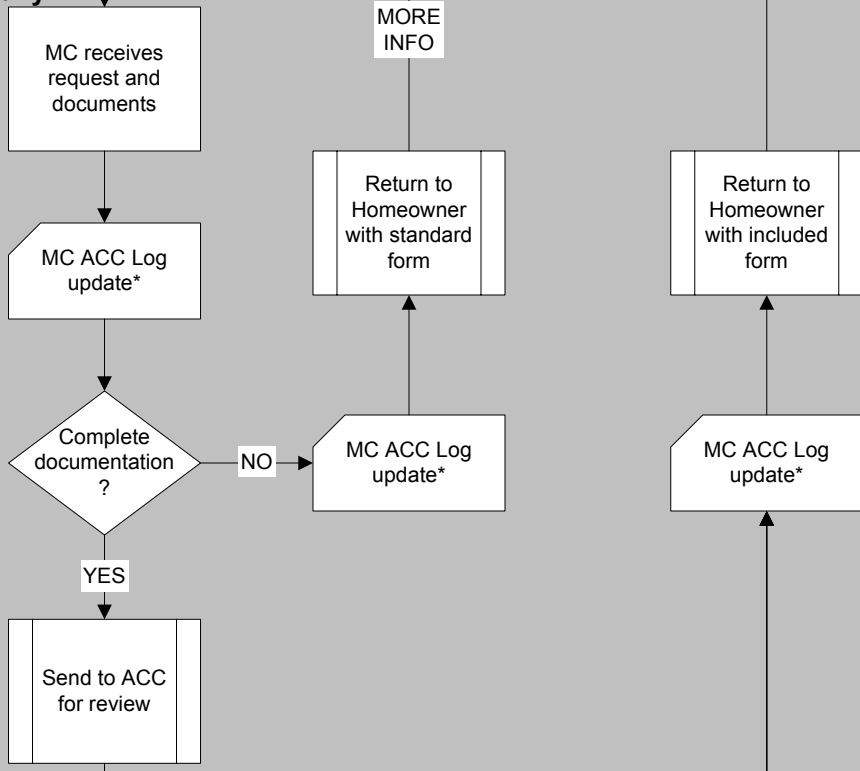 MC receives
request and
documents
MC ACC Log
update*
Complete
documentation
?
YES
Send to ACC
for review
NO
MORE
INFO
Return to
Homeowner
with standard
form
MC ACC Log
update*
Return to
Homeowner
with included
form
MC ACC Log
update*